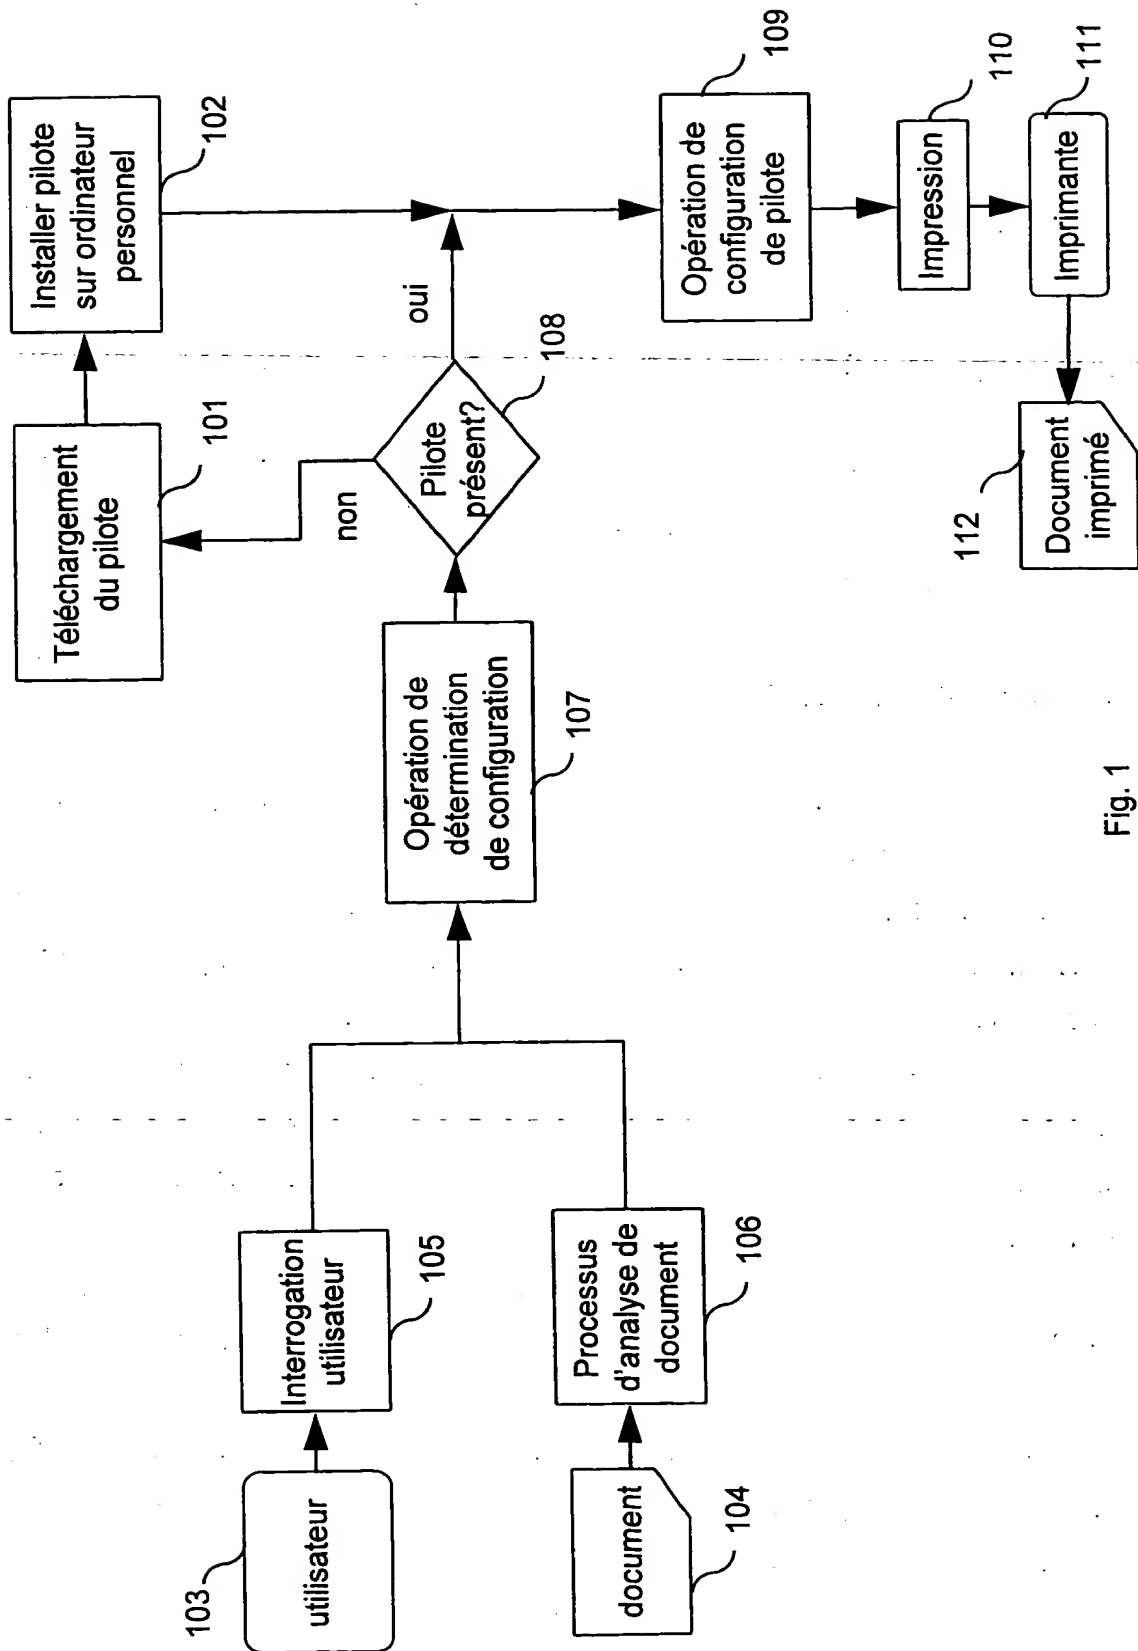 103
utilisateur
Interrogation
utilisateur
105
document
104
Processus
d'analyse de
document
106
Opération de
détermination
de configuration
107
Pilote
présent?
108
non
oui
Téléchargement
du pilote
101
Installer pilote
sur ordinateur
personnel
102
Opération de
configuration
de pilote
109
Impression
110
Imprimante
111
Document
imprimé
112
Fig. 1